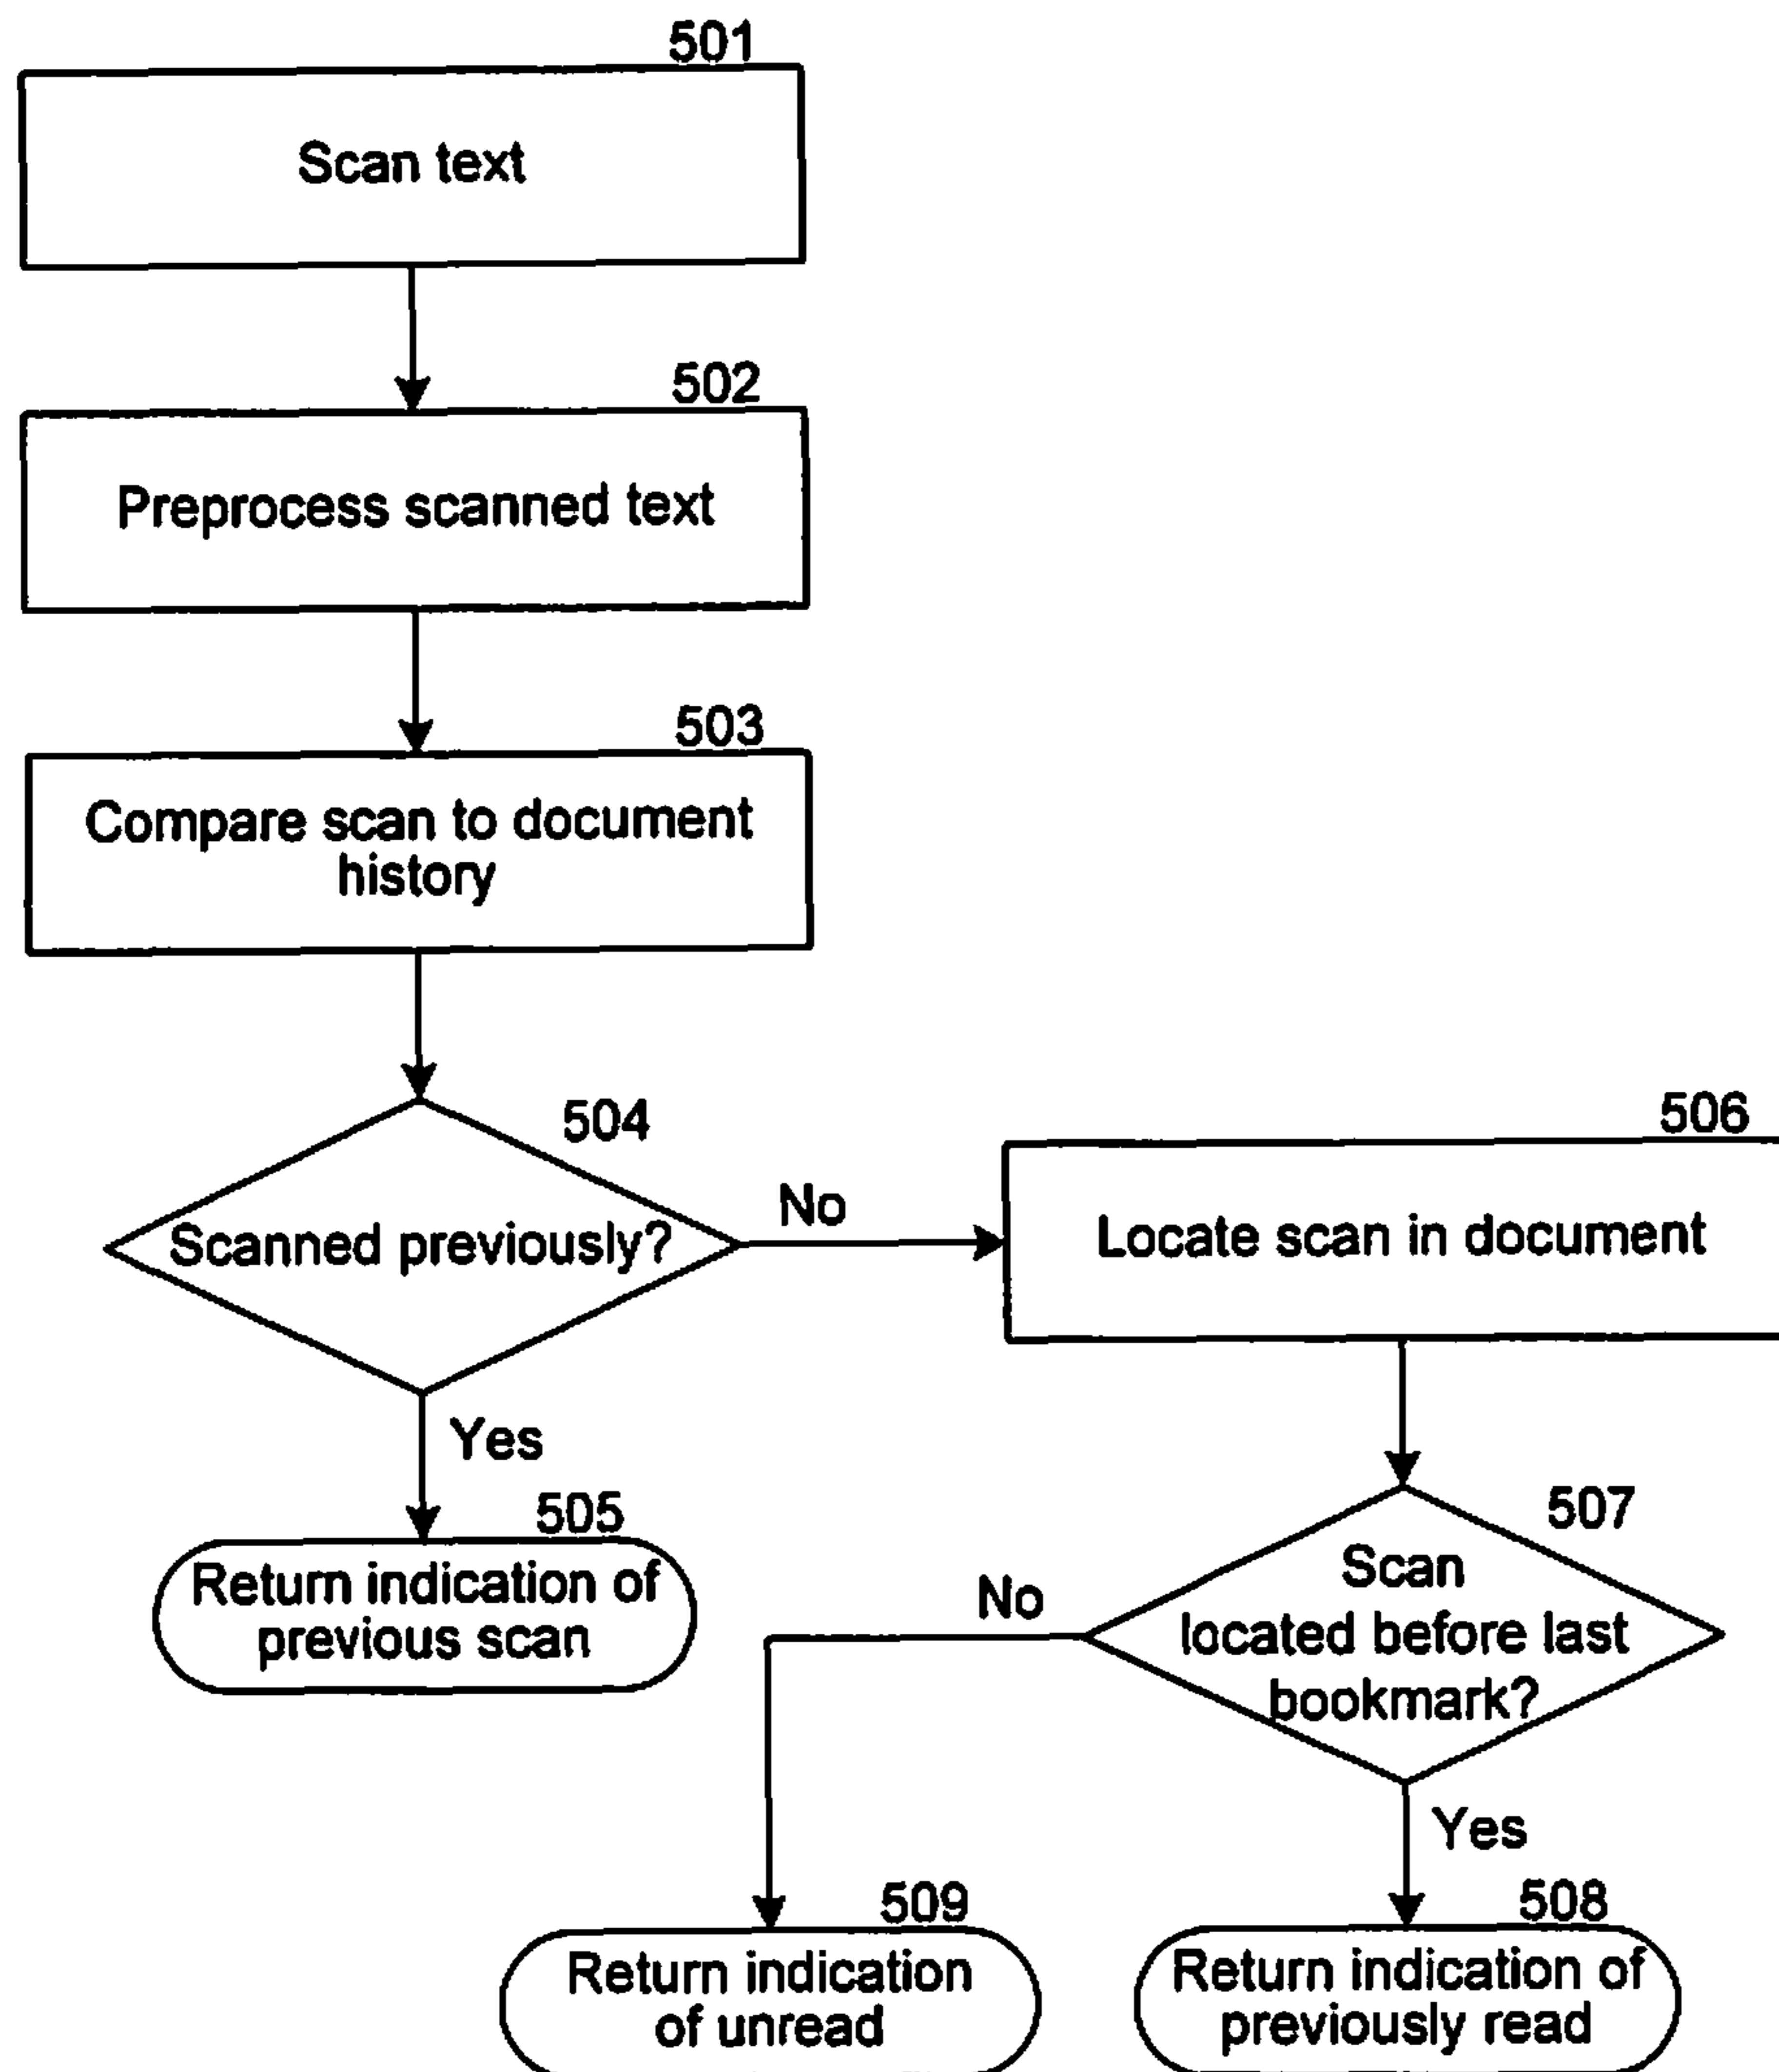 501
Scan text
502
Preprocess scanned text
503
Compare scan to document
history
504
Scanned previously?
No
506
Locate scan in document
Yes
505
Return indication of
previous scan
507
Scan
located before last
bookmark?
No
Yes
509
Return indication
of unread
508
Return indication of
previously read